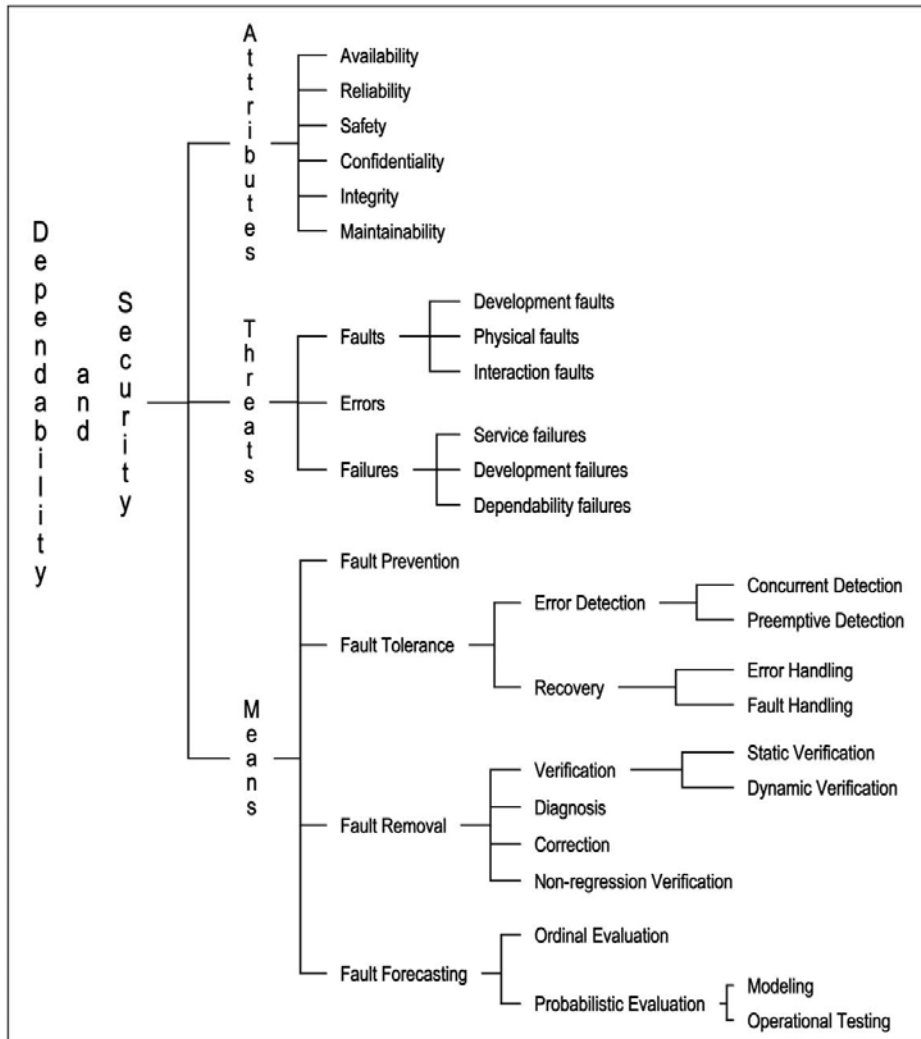 Dependability
and
Security
Attributes
Availability
Reliability
Safety
Confidentiality
Integrity
Maintainability
Threats
Faults
Development faults
Physical faults
Interaction faults
Errors
Failures
Service failures
Development failures
Dependability failures
Means
Fault Prevention
Fault Tolerance
Error Detection
Concurrent Detection
Preemptive Detection
Recovery
Error Handling
Fault Handling
Fault Removal
Verification
Static Verification
Dynamic Verification
Diagnosis
Correction
Non-regression Verification
Fault Forecasting
Ordinal Evaluation
Probabilistic Evaluation
Modeling
Operational Testing